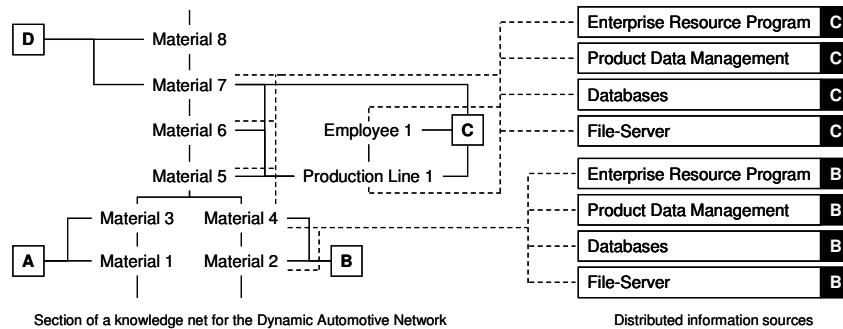 D
Material 8
Material 7
Material 6
Employee 1
C
Material 5
Production Line 1
Material 3
Material 4
A
Material 1
Material 2
B
Enterprise Resource Program C
Product Data Management C
Databases C
File-Server C
Enterprise Resource Program B
Product Data Management B
Databases B
File-Server B
Section of a knowledge net for the Dynamic Automotive Network
Distributed information sources